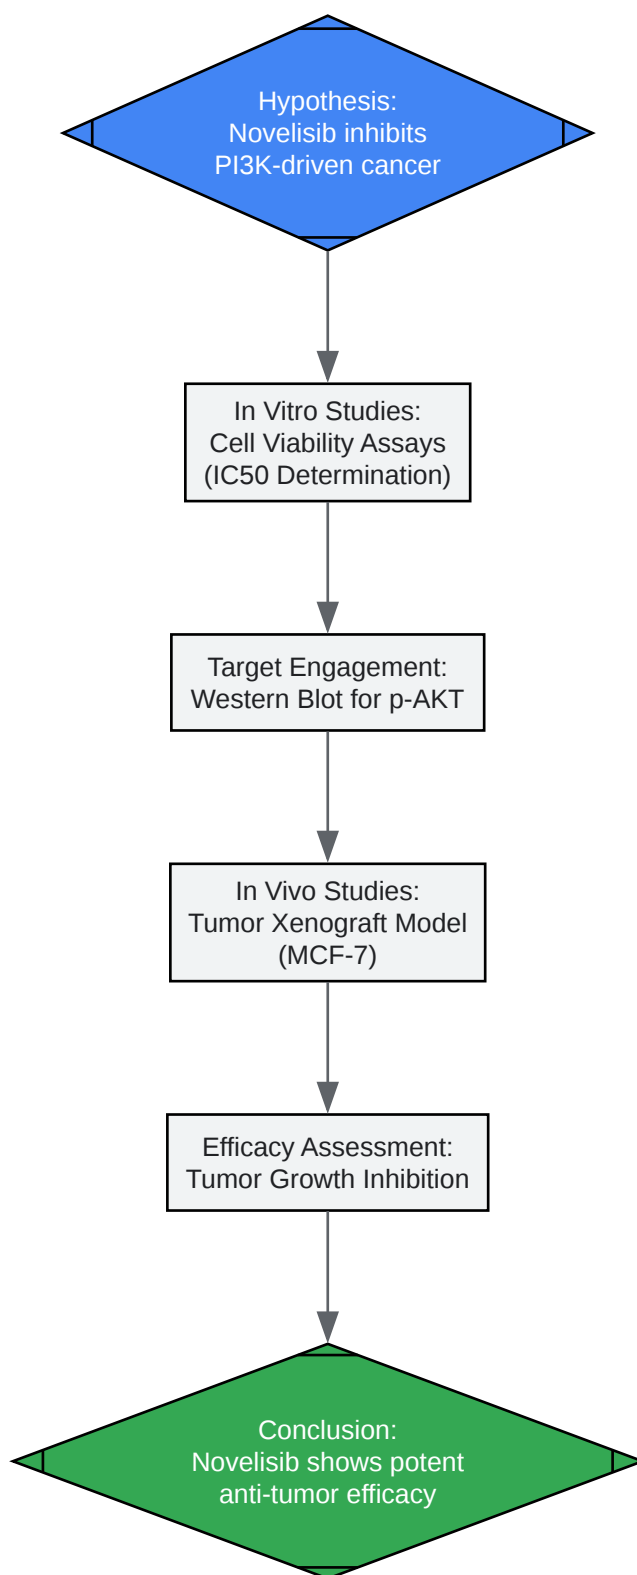 Hypothesis:
Novelisib inhibits
PI3K-driven cancer
In Vitro Studies:
Cell Viability Assays
(IC50 Determination)
Target Engagement:
Western Blot for p-AKT
In Vivo Studies:
Tumor Xenograft Model
(MCF-7)
Efficacy Assessment:
Tumor Growth Inhibition
Conclusion:
Novelisib shows potent
anti-tumor efficacy